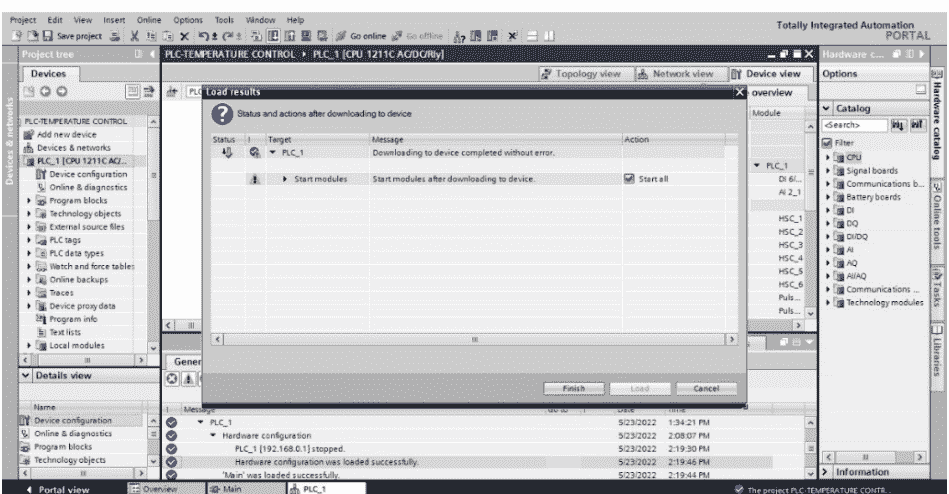 Project Edit View Insert Online Options Tools Window Help
Totally Integrated Automation
PORTAL
Save project
Go online
Go offline
Project tree
PLC-TEMPERATURE CONTROL PLC_1 [CPU 1211C AC/DC/Rly]
Hardware c...
Devices
Topology view
Network view
Device view
Options
PLC-TEMPERATURE CONTROL
Add new device
Devices & networks
PLC_1 [CPU 1211C AC/...
Device configuration
Online & diagnostics
Program blocks
Technology objects
External source files
PLC tags
PLC data types
Watch and force tables
Online backups
Traces
Device proxy data
Program info
Text lists
Local modules
Details view
Name
Device configuration
Online & diagnostics
Program blocks
Technology objects
Devices & networks
Load results
Status and actions after downloading to device
Status ! Target Message Action
PLC_1 Downloading to device completed without error.
Start modules Start modules after downloading to device. Start all
Finish Load Cancel
overview
Module
PLC_1
DI 6/...
AI 2_1
HSC_1
HSC_2
HSC_3
HSC_4
HSC_5
HSC_6
Puls...
Puls...
Catalog
<Search>
Filter
CPU
Signal boards
Communications b...
Battery boards
DI
DQ
DI/DQ
AI
AQ
AI/AQ
Communications ...
Technology modules
Information
Hardware catalog
Online tools
Tasks
Libraries
Gener
! Message Go to ? Date Time
PLC_1 5/23/2022 1:34:21 PM
Hardware configuration 5/23/2022 2:08:07 PM
PLC_1 [192.168.0.1] stopped. 5/23/2022 2:19:30 PM
Hardware configuration was loaded successfully. 5/23/2022 2:19:46 PM
'Main' was loaded successfully. 5/23/2022 2:19:44 PM
Portal view Overview Main PLC_1
The project PLC-TEMPERATURE CONTR...